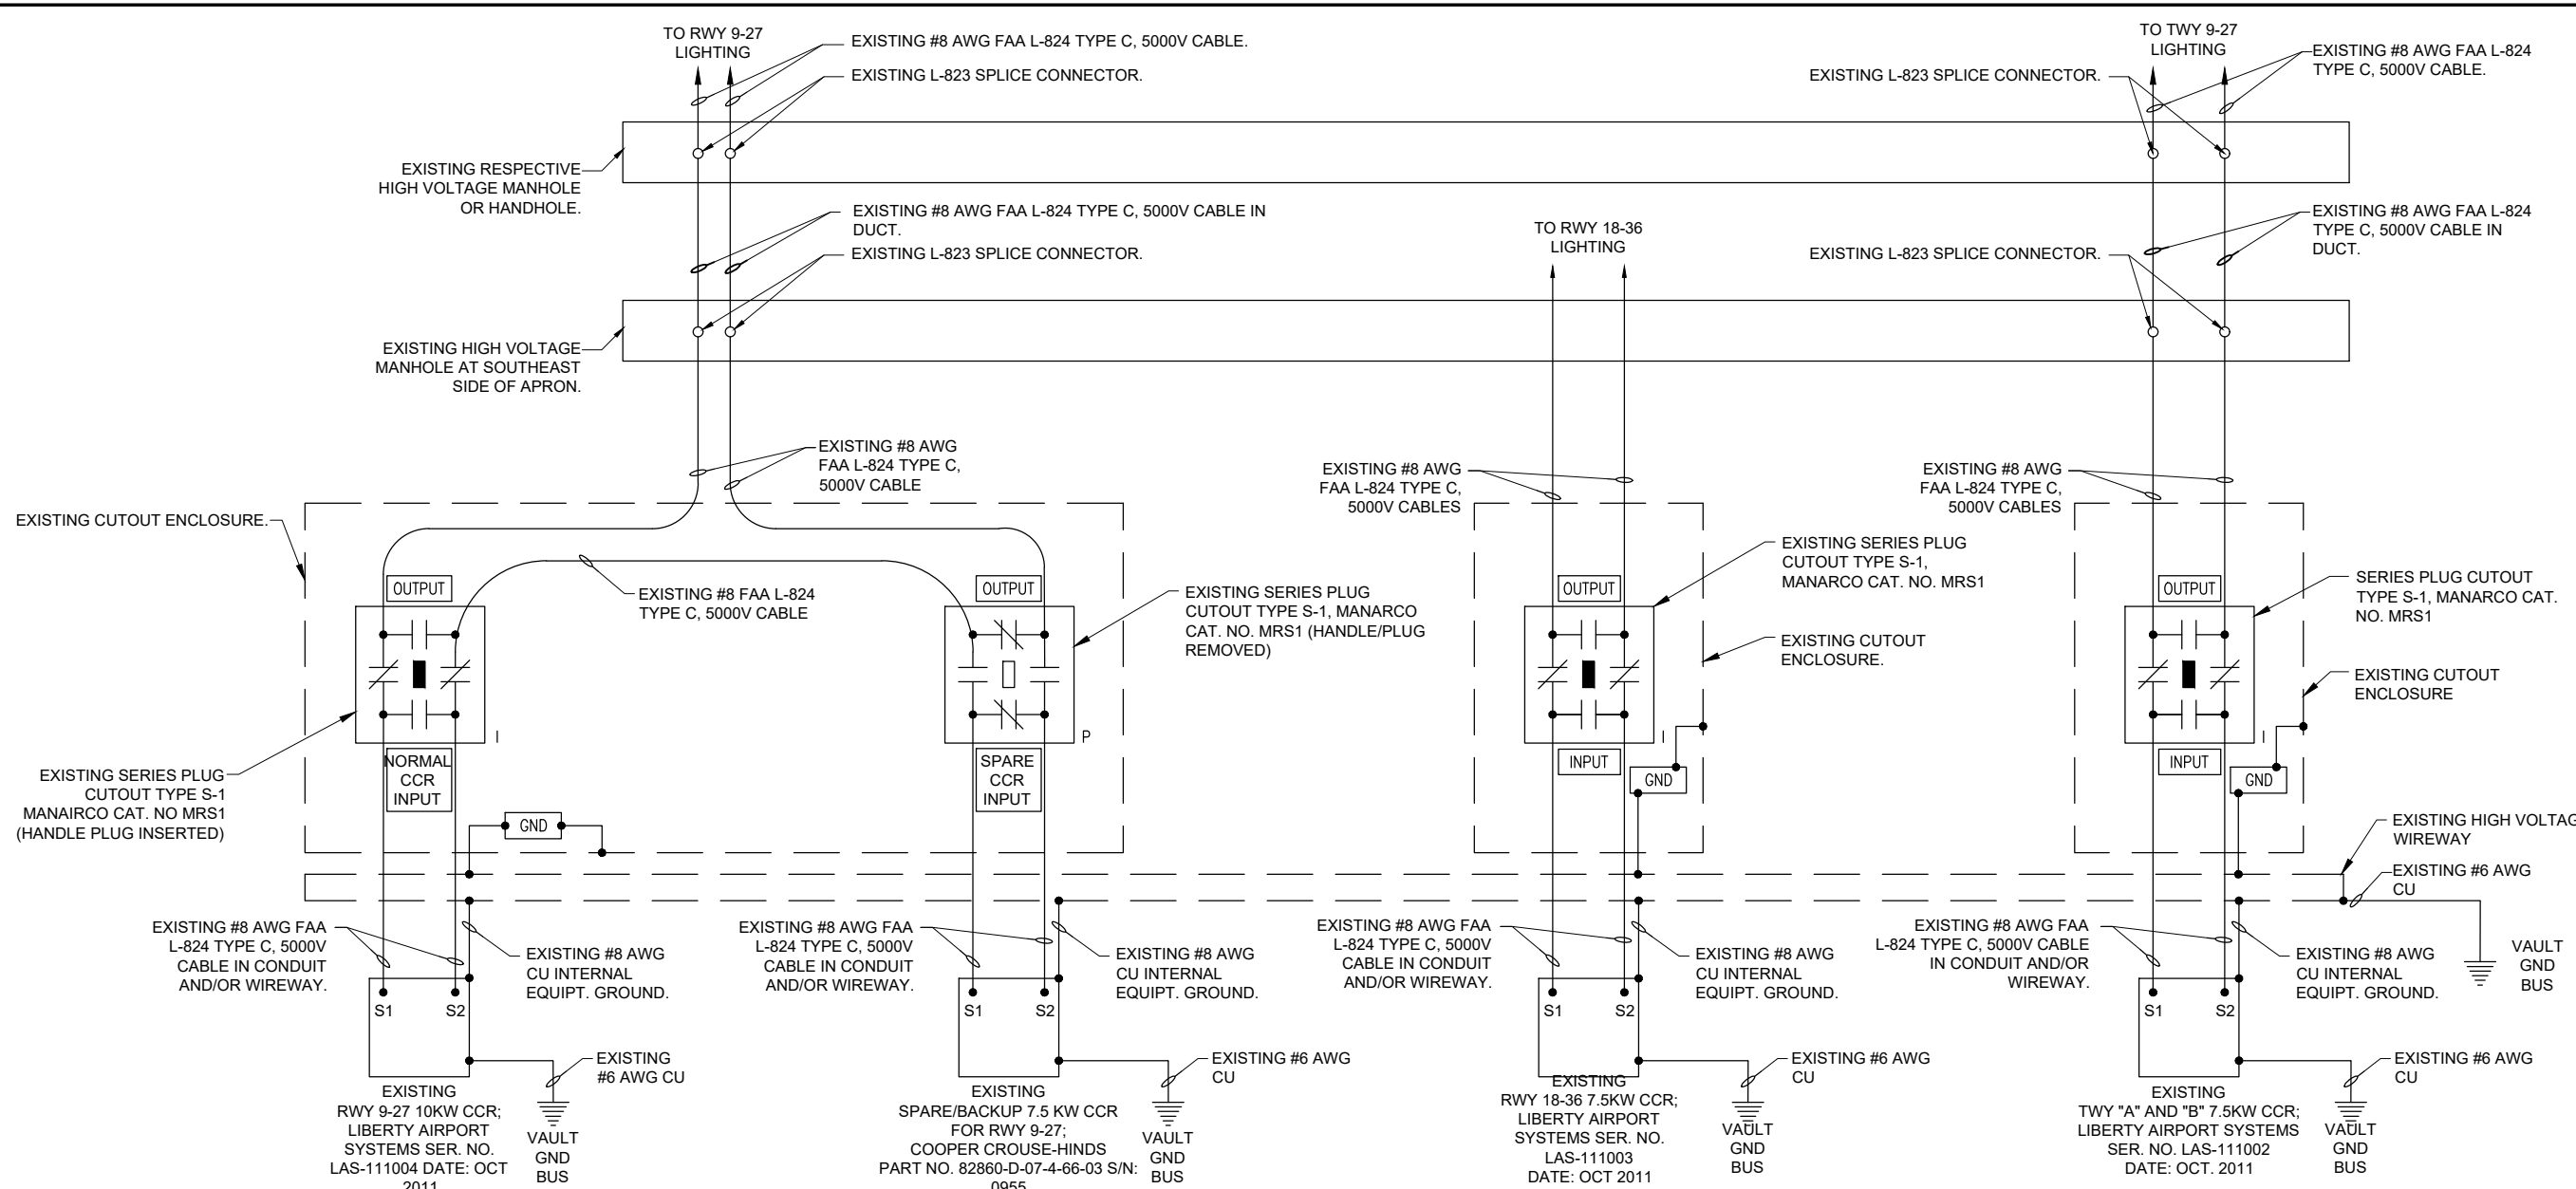 TO RWY 9-27
LIGHTING
EXISTING #8 AWG FAA L-824 TYPE C, 5000V CABLE.
EXISTING L-823 SPLICE CONNECTOR.
TO TWY 9-27
LIGHTING
EXISTING L-823 SPLICE CONNECTOR.
EXISTING #8 AWG FAA L-824
TYPE C, 5000V CABLE.
EXISTING RESPECTIVE
HIGH VOLTAGE MANHOLE
OR HANDHOLE.
EXISTING #8 AWG FAA L-824 TYPE C, 5000V CABLE IN
DUCT.
EXISTING L-823 SPLICE CONNECTOR.
TO RWY 18-36
LIGHTING
EXISTING L-823 SPLICE CONNECTOR.
EXISTING #8 AWG FAA L-824
TYPE C, 5000V CABLE IN
DUCT.
EXISTING HIGH VOLTAGE
MANHOLE AT SOUTHEAST
SIDE OF APRON.
EXISTING #8 AWG
FAA L-824 TYPE C,
5000V CABLE
EXISTING #8 AWG
FAA L-824 TYPE C,
5000V CABLES
EXISTING #8 AWG
FAA L-824 TYPE C,
5000V CABLES
EXISTING CUTOUT ENCLOSURE.
OUTPUT
EXISTING #8 FAA L-824
TYPE C, 5000V CABLE
OUTPUT
EXISTING SERIES PLUG
CUTOUT TYPE S-1, MANARCO
CAT. NO. MRS1 (HANDLE/PLUG
REMOVED)
OUTPUT
EXISTING SERIES PLUG
CUTOUT TYPE S-1,
MANARCO CAT. NO. MRS1
EXISTING CUTOUT
ENCLOSURE.
OUTPUT
SERIES PLUG CUTOUT
TYPE S-1, MANARCO CAT.
NO. MRS1
EXISTING CUTOUT
ENCLOSURE
I
P
I
I
EXISTING SERIES PLUG
CUTOUT TYPE S-1
MANAIRCO CAT. NO MRS1
(HANDLE PLUG INSERTED)
NORMAL
CCR
INPUT
GND
SPARE
CCR
INPUT
INPUT
GND
INPUT
GND
EXISTING HIGH VOLTAG
WIREWAY
EXISTING #6 AWG
CU
EXISTING #8 AWG FAA
L-824 TYPE C, 5000V
CABLE IN CONDUIT
AND/OR WIREWAY.
EXISTING #8 AWG
CU INTERNAL
EQUIPT. GROUND.
EXISTING #8 AWG FAA
L-824 TYPE C, 5000V
CABLE IN CONDUIT
AND/OR WIREWAY.
EXISTING #8 AWG
CU INTERNAL
EQUIPT. GROUND.
EXISTING #8 AWG FAA
L-824 TYPE C, 5000V
CABLE IN CONDUIT
AND/OR WIREWAY.
EXISTING #8 AWG
CU INTERNAL
EQUIPT. GROUND.
EXISTING #8 AWG FAA
L-824 TYPE C, 5000V CABLE
IN CONDUIT AND/OR
WIREWAY.
EXISTING #8 AWG
CU INTERNAL
EQUIPT. GROUND.
VAULT
GND
BUS
S1 S2
S1 S2
S1 S2
S1 S2
EXISTING
#6 AWG CU
EXISTING #6 AWG
CU
EXISTING #6 AWG
CU
EXISTING #6 AWG
CU
EXISTING
RWY 9-27 10KW CCR;
LIBERTY AIRPORT
SYSTEMS SER. NO.
LAS-111004 DATE: OCT
2011
VAULT
GND
BUS
EXISTING
SPARE/BACKUP 7.5 KW CCR
FOR RWY 9-27;
COOPER CROUSE-HINDS
PART NO. 82860-D-07-4-66-03 S/N:
0955
VAULT
GND
BUS
EXISTING
RWY 18-36 7.5KW CCR;
LIBERTY AIRPORT
SYSTEMS SER. NO.
LAS-111003
DATE: OCT 2011
VAULT
GND
BUS
EXISTING
TWY "A" AND "B" 7.5KW CCR;
LIBERTY AIRPORT SYSTEMS
SER. NO. LAS-111002
DATE: OCT. 2011
VAULT
GND
BUS